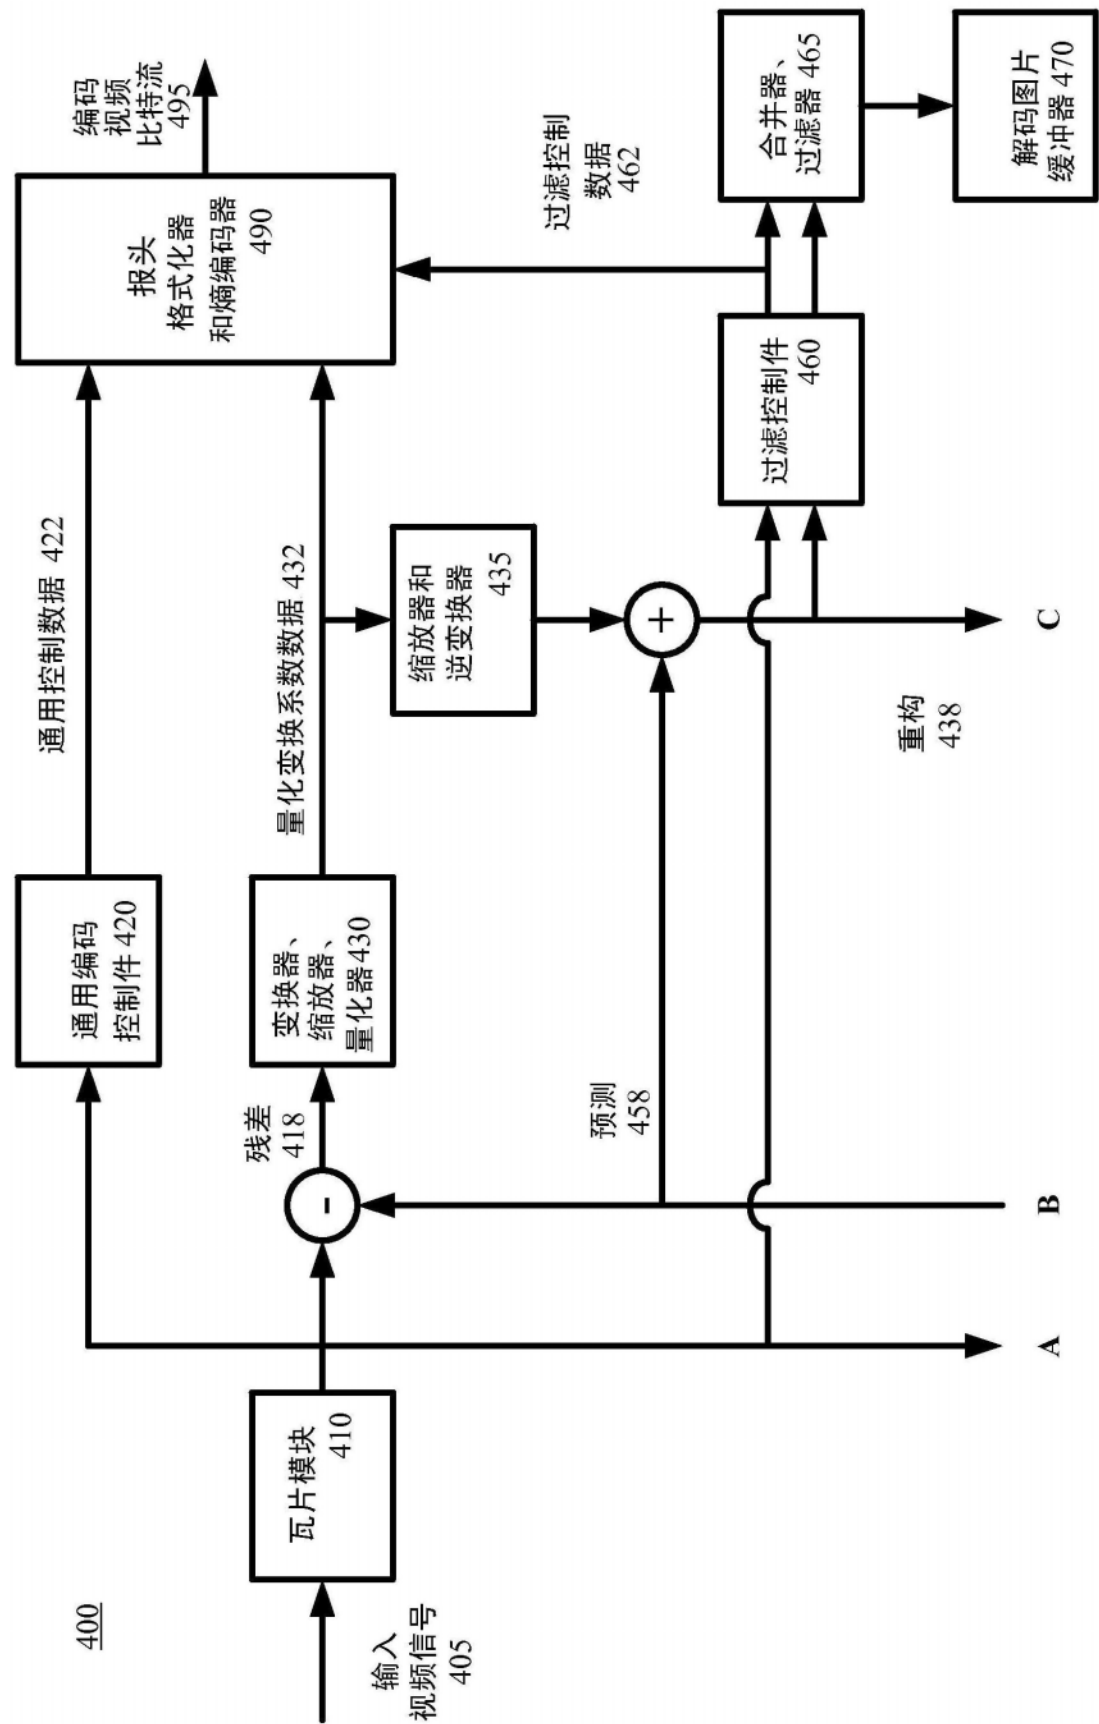 400
输入
视频信号
405
瓦片模块
410
残差
418
通用编码
控制件 420
变换器、
缩放器、
量化器430
通用控制数据 422
量化变换系数数据 432
缩放器和
逆变换器
435
报头
格式化器
和熵编码器
490
编码
视频
比特流
495
预测
458
-
+
重构
438
过滤控制件
460
过滤控制
数据
462
合并器、
过滤器 465
解码图片
缓冲器 470
A
B
C